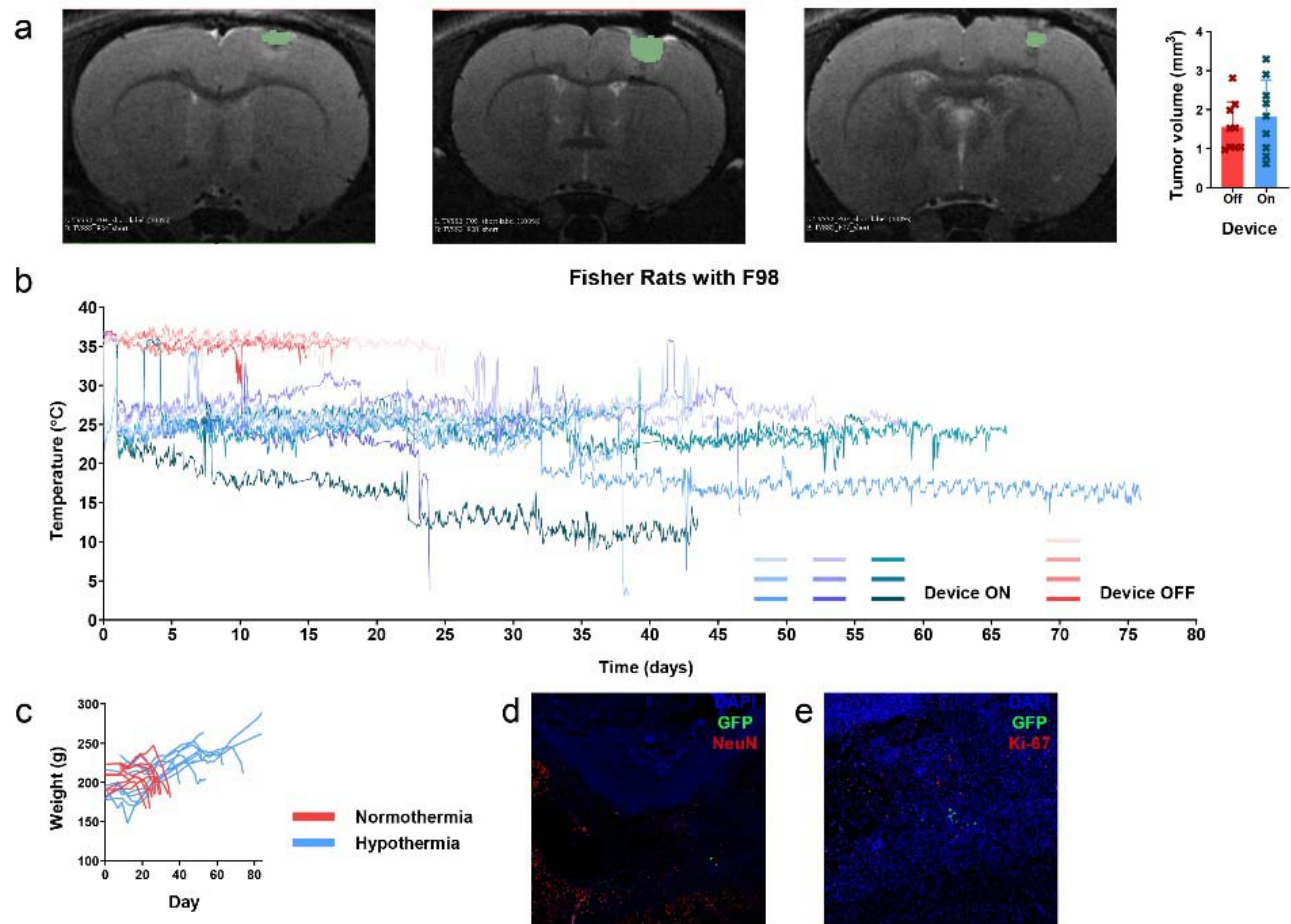 a
Tumor volume (mm³)
4
3
2
1
0
Off On
Device
b
Fisher Rats with F98
Temperature (°C)
40
35
30
25
20
15
10
5
0
0 5 10 15 20 25 30 35 40 45 50 55 60 65 70 75 80
Device ON
Device OFF
Time (days)
c
Weight (g)
300
250
200
150
100
0 20 40 60 80
Day
Normothermia
Hypothermia
d
DAPI
GFP
NeuN
e
DAPI
GFP
Ki-67